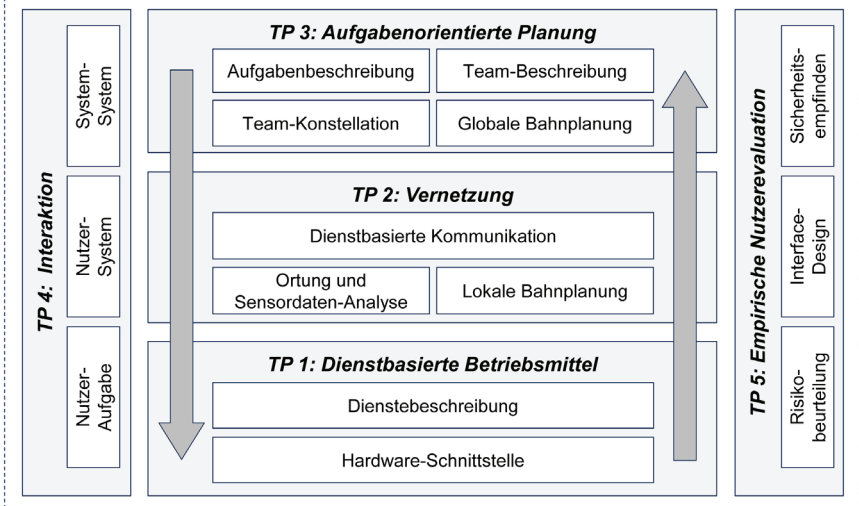 TP 4: Interaktion
System-
System
Nutzer-
System
Nutzer-
Aufgabe
TP 3: Aufgabenorientierte Planung
Aufgabenbeschreibung
Team-Beschreibung
Team-Konstellation
Globale Bahnplanung
TP 2: Vernetzung
Dienstbasierte Kommunikation
Ortung und
Sensordaten-Analyse
Lokale Bahnplanung
TP 1: Dienstbasierte Betriebsmittel
Dienstebeschreibung
Hardware-Schnittstelle
TP 5: Empirische Nutzerevaluation
Sicherheits-
empfinden
Interface-
Design
Risiko-
beurteilung